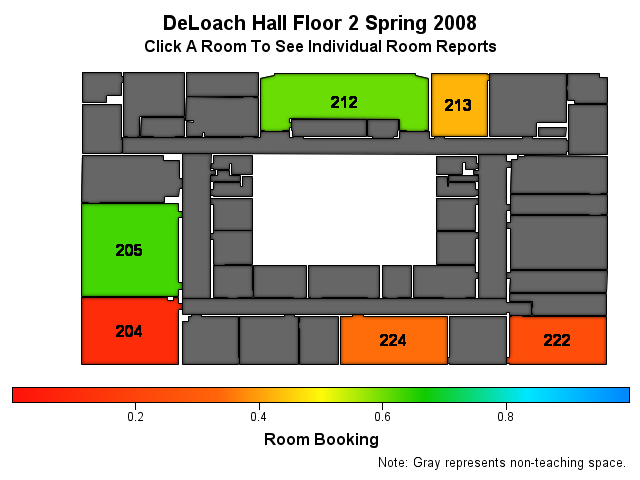 DeLoach Hall Floor 2 Spring 2008
Click A Room To See Individual Room Reports
212
213
205
204
224
222
0.2 0.4 0.6 0.8
Room Booking
Note: Gray represents non-teaching space.